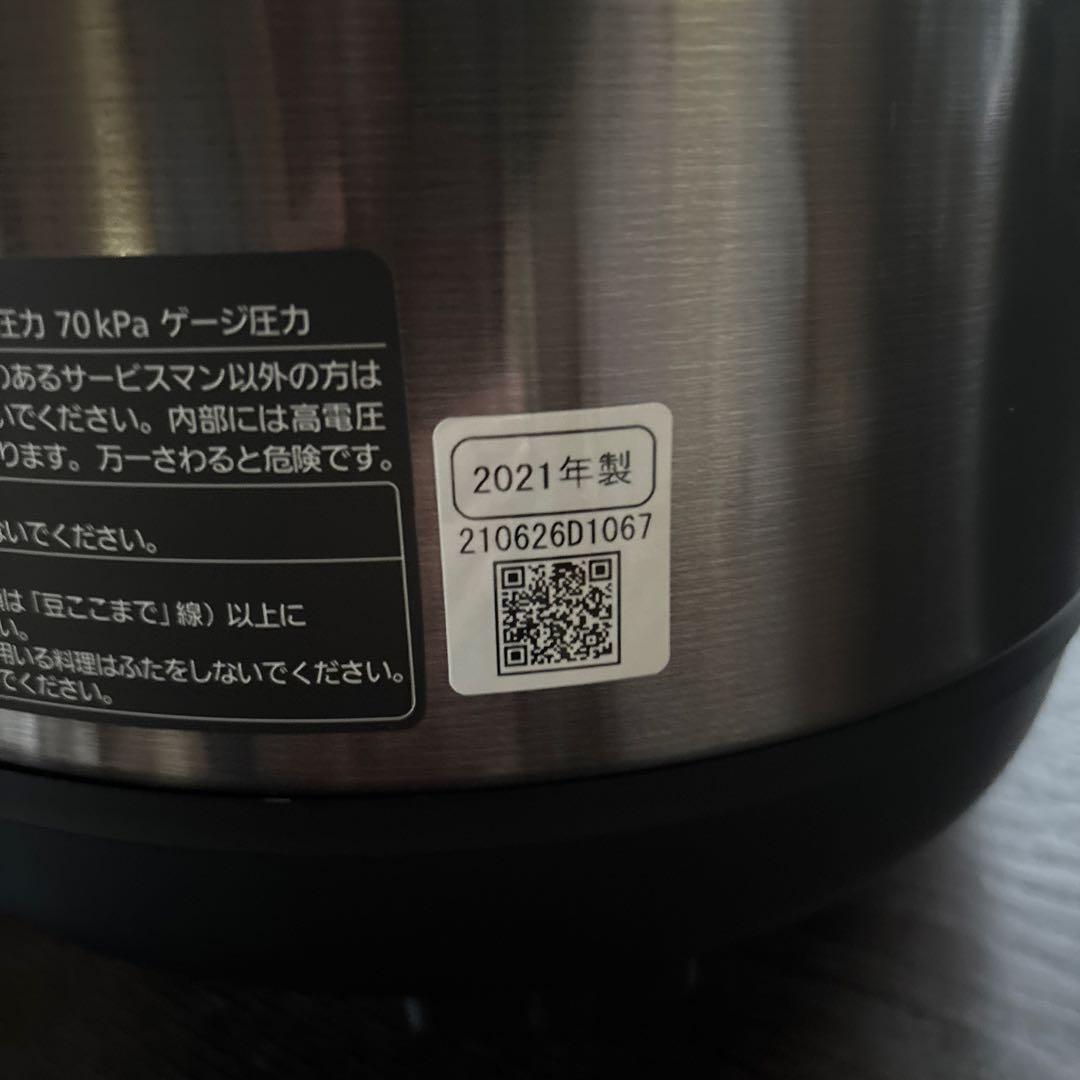 圧力 70kPa ゲージ圧力
のあるサービスマン以外の方は
いでください。内部には高電圧
ります。万一さわると危険です。
ないでください。
は「豆ここまで」線）以上に
い。
用いる料理はふたをしないでください。
でください。
2021年製
210626D1067